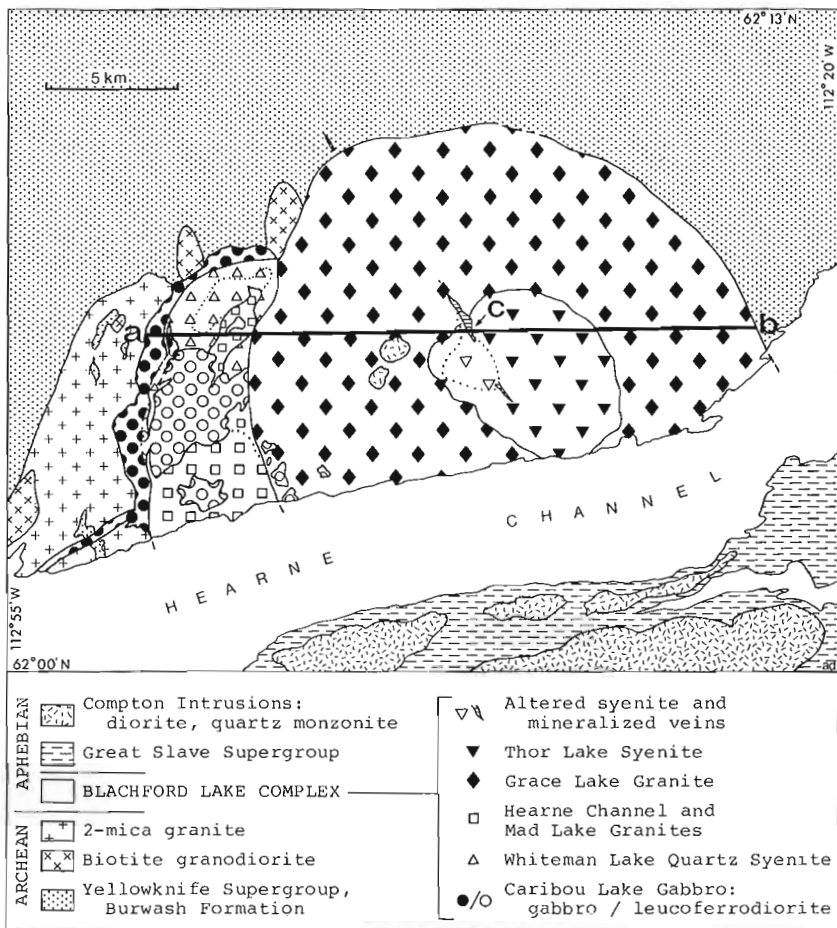 62° 13' N
112° 20' W
5 km
a
b
c
HEARNE CHANNEL
112° 55' W
62° 00' N
ad
APHEBIAN
Compton Intrusions:
diorite, quartz monzonite
Great Slave Supergroup
BLACHFORD LAKE COMPLEX
ARCHEAN
2-mica granite
Biotite granodiorite
Yellowknife Supergroup,
Burwash Formation
Altered syenite and
mineralized veins
Thor Lake Syenite
Grace Lake Granite
Hearne Channel and
Mad Lake Granites
Whiteman Lake Quartz Syenite
Caribou Lake Gabbro:
gabbro / leucoferrodiorite